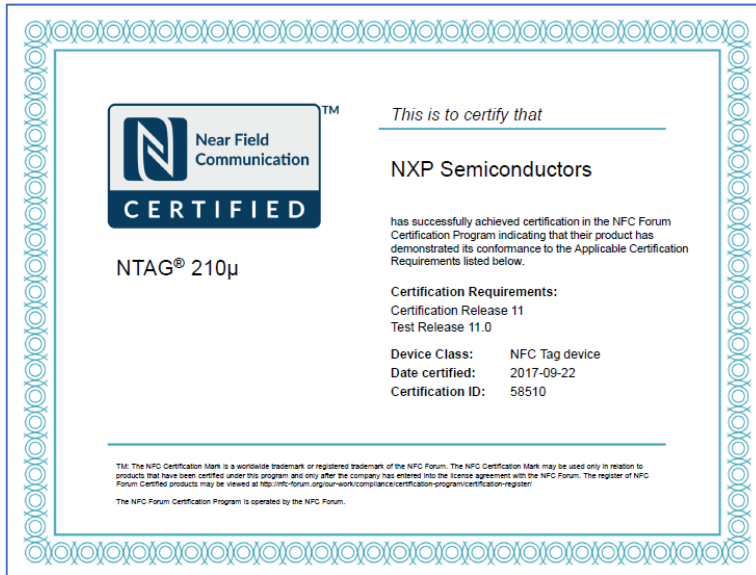 Near Field
Communication
TM
CERTIFIED
NTAG® 210µ
This is to certify that
NXP Semiconductors
has successfully achieved certification in the NFC Forum
Certification Program indicating that their product has
demonstrated its conformance to the Applicable Certification
Requirements listed below.
Certification Requirements:
Certification Release 11
Test Release 11.0
Device Class: NFC Tag device
Date certified: 2017-09-22
Certification ID: 58510
TM: The NFC Certification Mark is a worldwide trademark or registered trademark of the NFC Forum. The NFC Certification Mark may be used only in relation to
products that have been certified under this program and only after the company has entered into the license agreement with the NFC Forum. The register of NFC
Forum Certified products may be viewed at http://nfc-forum.org/our-work/compliance/certification-program/certification-register/
The NFC Forum Certification Program is operated by the NFC Forum.